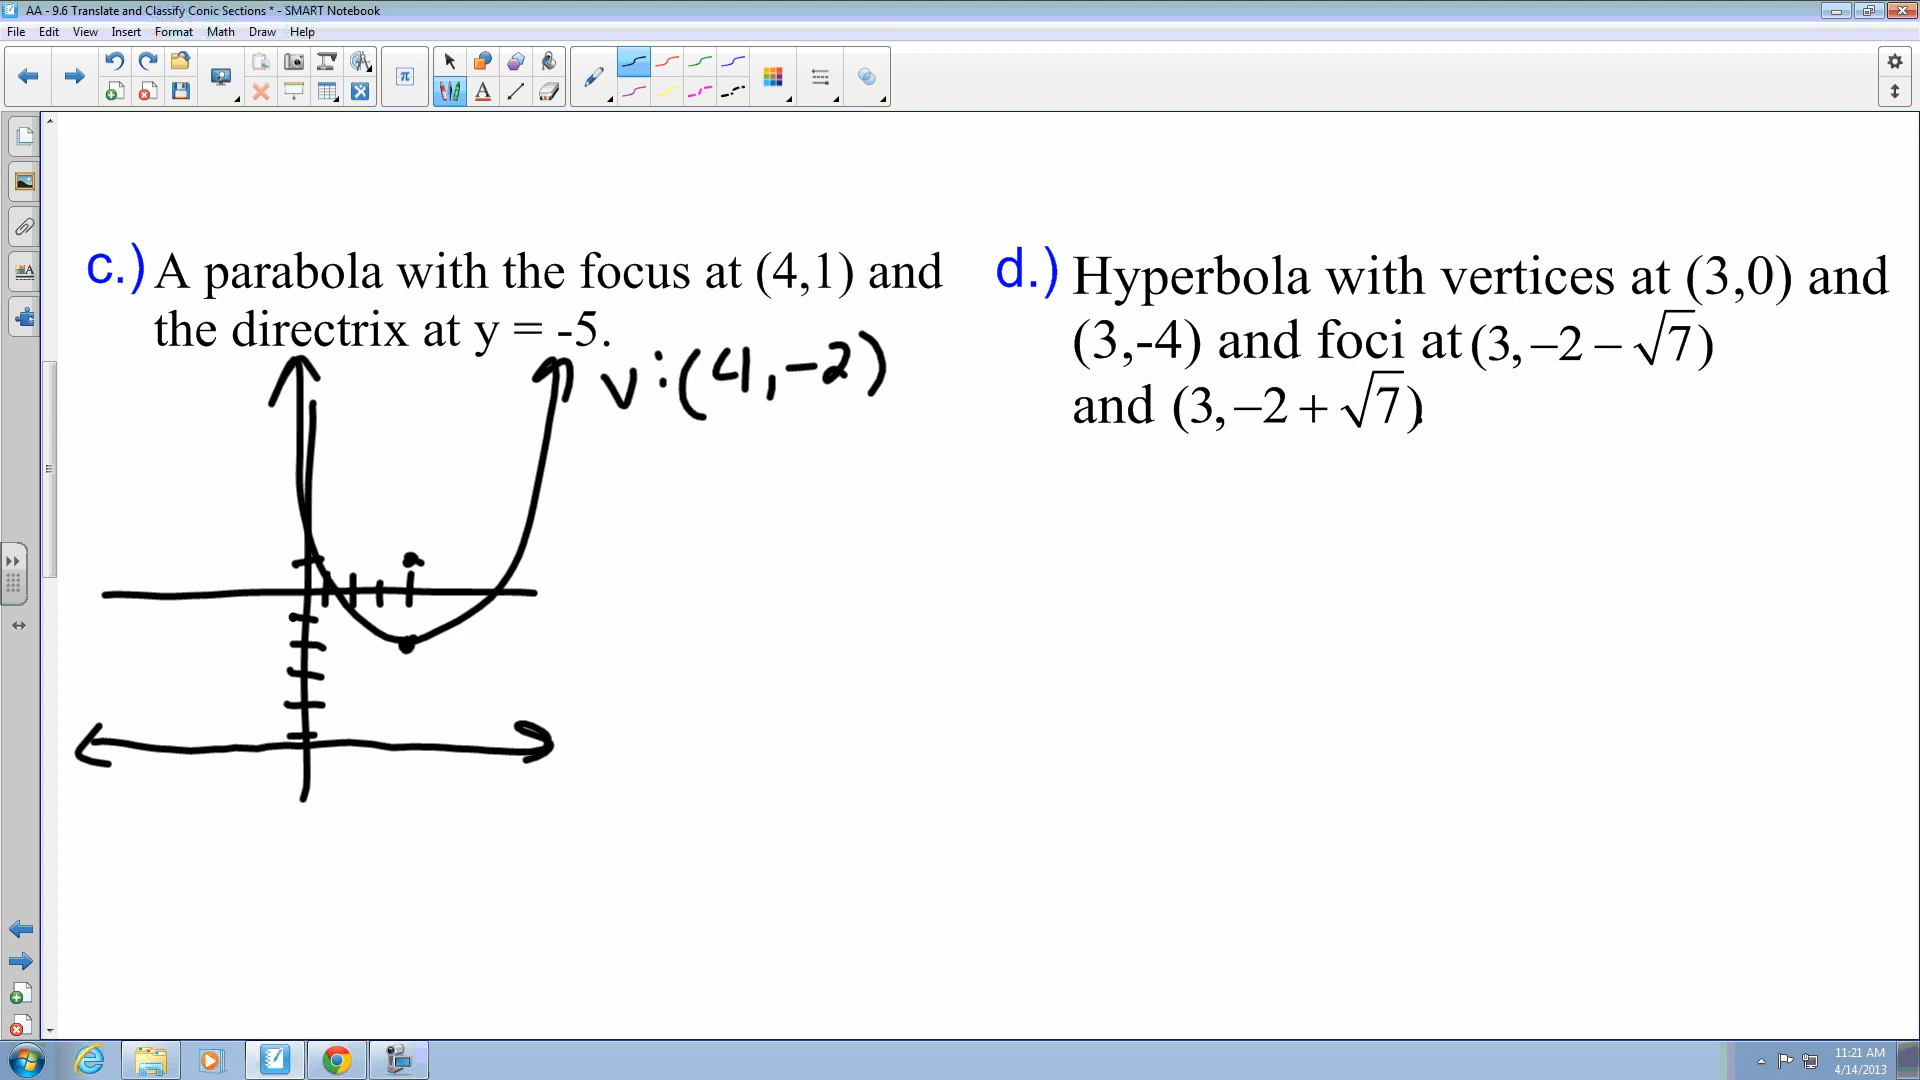 AA - 9.6 Translate and Classify Conic Sections * - SMART Notebook
File Edit View Insert Format Math Draw Help
c.) A parabola with the focus at (4,1) and
the directrix at y = -5.
V:(4,-2)
d.) Hyperbola with vertices at (3,0) and
(3,-4) and foci at (3,−2−√7)
and (3,−2+√7).
11:21 AM
4/14/2013